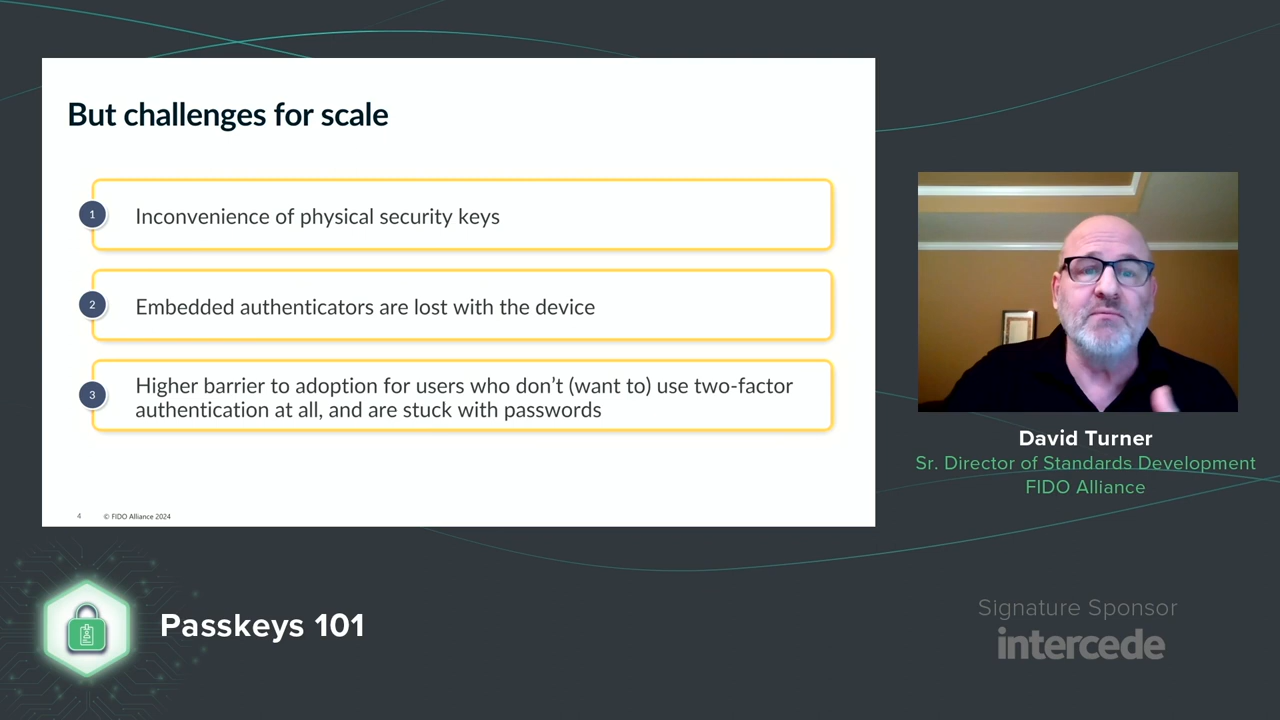 But challenges for scale
1
Inconvenience of physical security keys
2
Embedded authenticators are lost with the device
3
Higher barrier to adoption for users who don’t (want to) use two-factor
authentication at all, and are stuck with passwords
4
© FIDO Alliance 2024
David Turner
Sr. Director of Standards Development
FIDO Alliance
Passkeys 101
Signature Sponsor
intercede